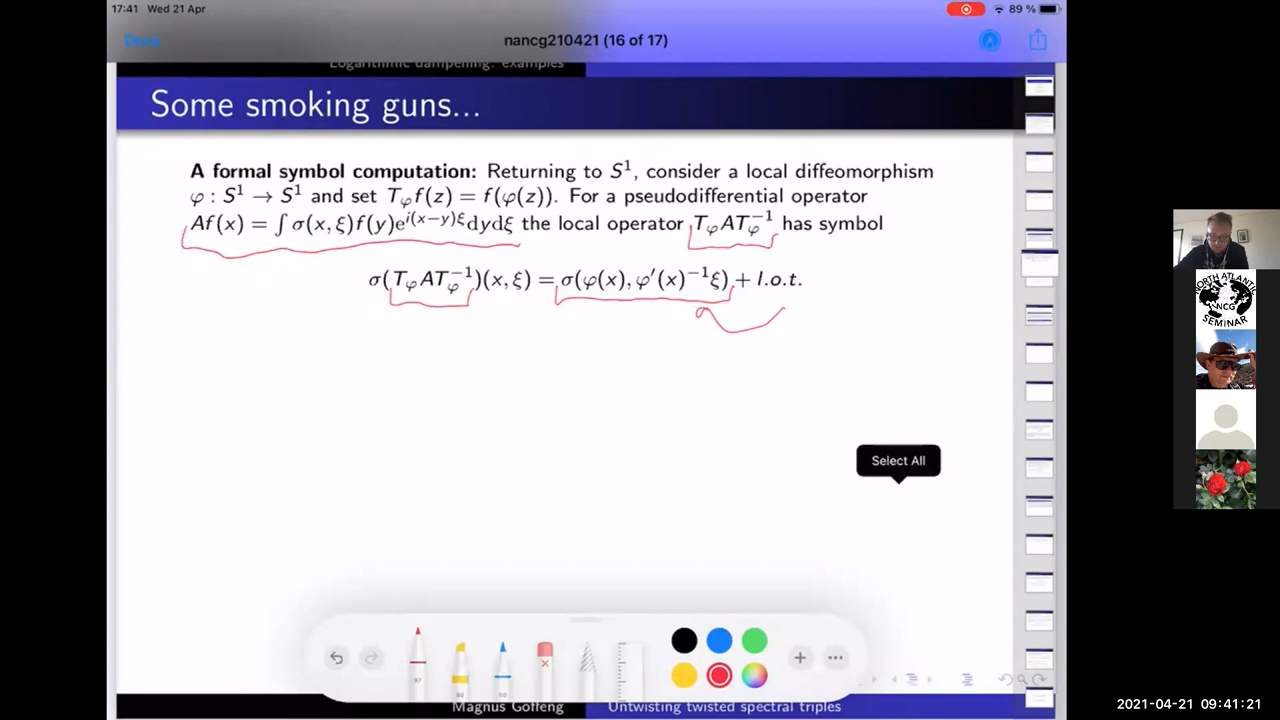 17:41 Wed 21 Apr
89 %
Done
nancg210421 (16 of 17)
Logarithmic dampening: examples
Some smoking guns...
A formal symbol computation: Returning to S¹, consider a local diffeomorphism
φ : S¹ → S¹ and set T_φ f(z) = f(φ(z)). For a pseudodifferential operator
Af(x) = ∫ σ(x, ξ)f(y)e^{i(x−y)ξ}dydξ the local operator T_φAT_φ^{−1} has symbol
σ(T_φAT_φ^{−1})(x, ξ) = σ(φ(x), φ′(x)^{−1}ξ) + l.o.t.
Select All
97
80
50
Magnus Goffeng Untwisting twisted spectral triples
NORTH ATLANTIC
NCG
SEMINAR
2021-04-21 09:41:21